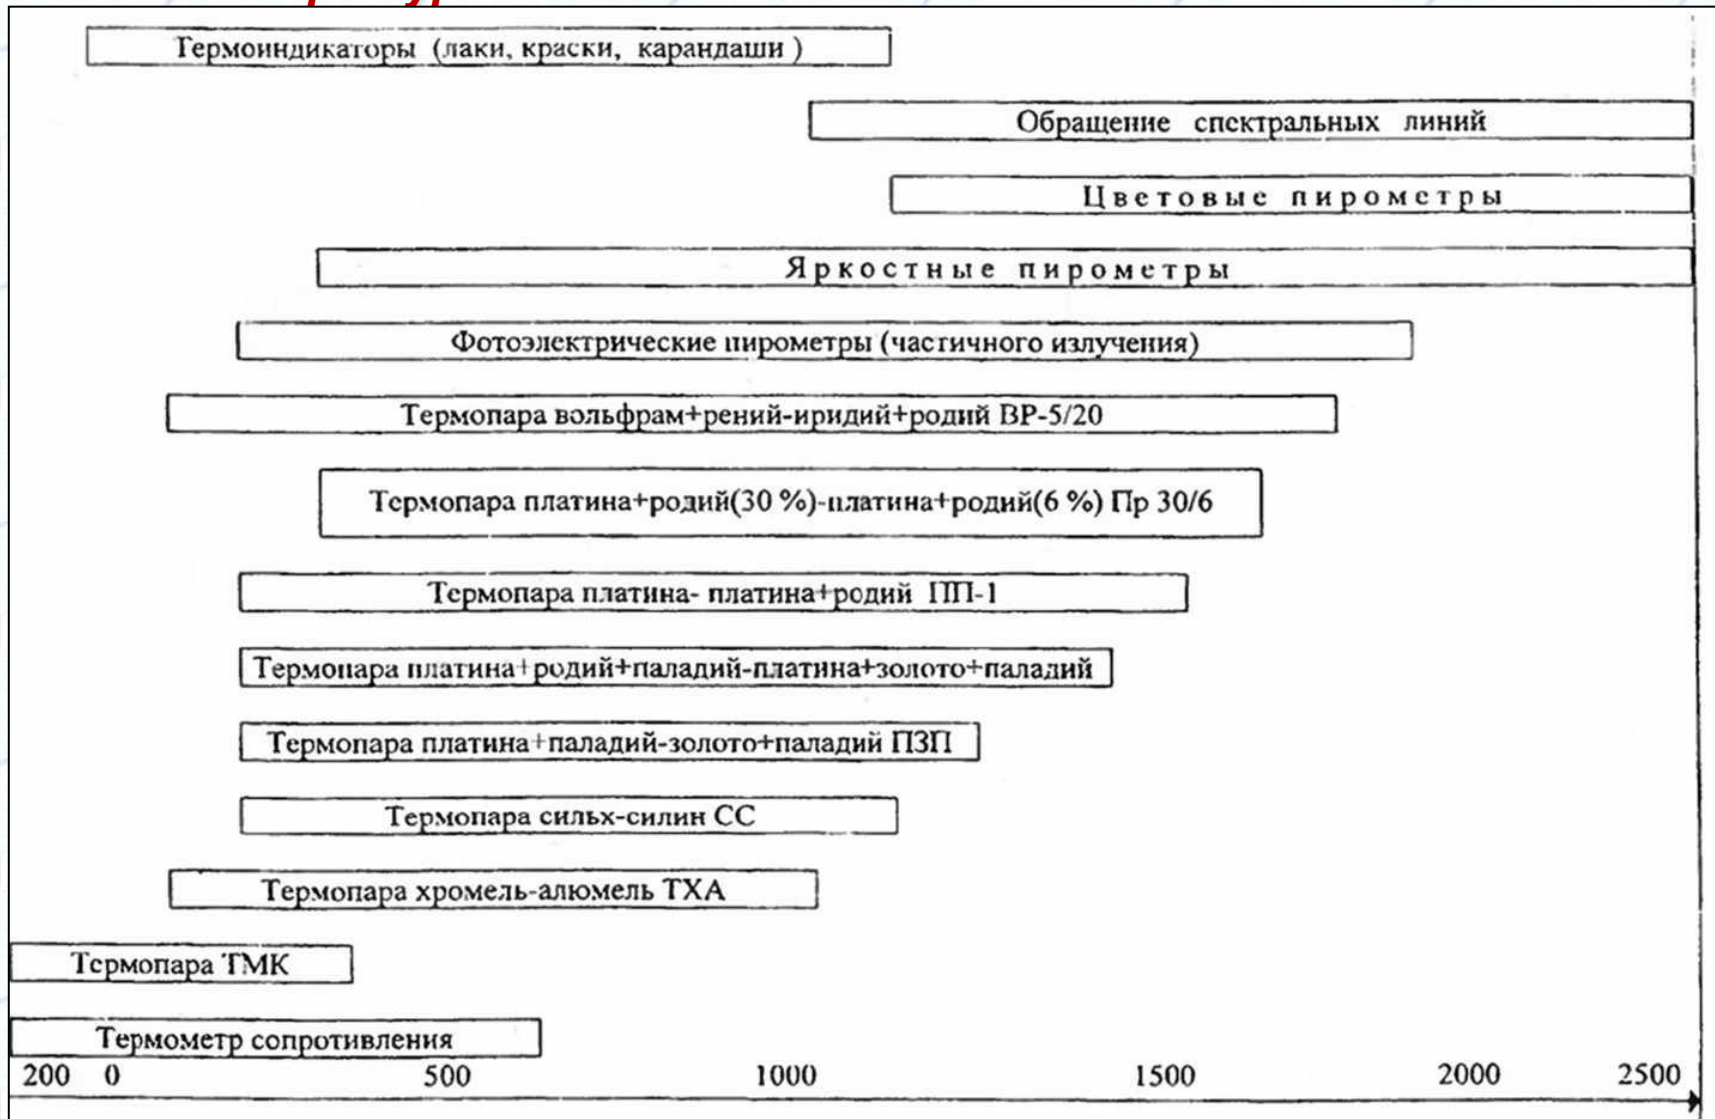 Термоиндикаторы (лаки, краски, карандаши )
Обращение спектральных линий
Цветовые пирометры
Яркостные пирометры
Фотоэлектрические пирометры (частичного излучения)
Термопара вольфрам+рений-иридий+родий ВР-5/20
Термопара платина+родий(30 %)-платина+родий(6 %) Пр 30/6
Термопара платина- платина+родий ПП-1
Термопара платина+родий+паладий-платина+золото+паладий
Термопара платина+паладий-золото+паладий ПЗП
Термопара сильх-силин СС
Термопара хромель-алюмель ТХА
Термопара ТМК
Термометр сопротивления
200 0 500 1000 1500 2000 2500